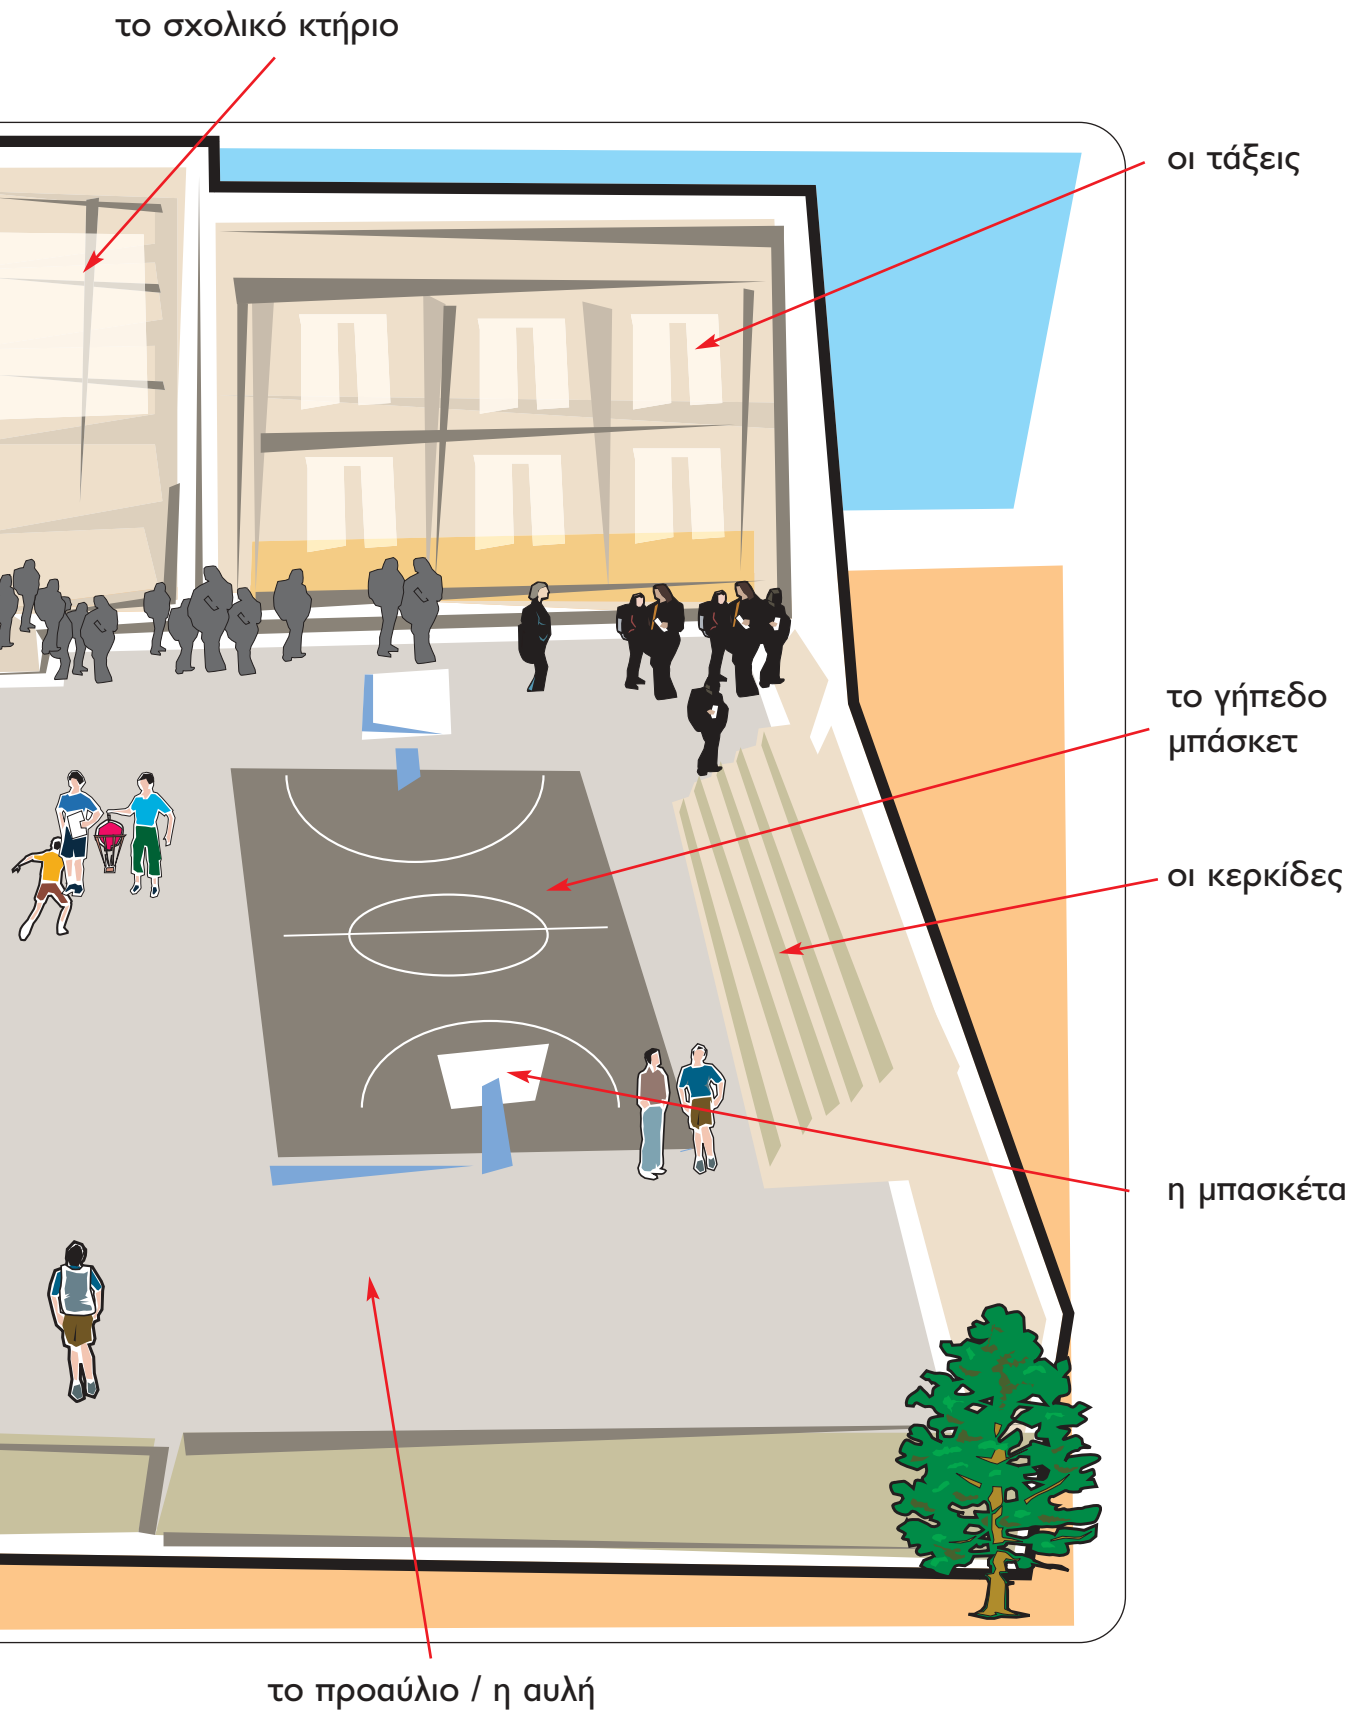 το σχολικό κτήριο
οι τάξεις
το γήπεδο
μπάσκετ
οι κερκίδες
η μπασκέτα
το προαύλιο / η αυλή